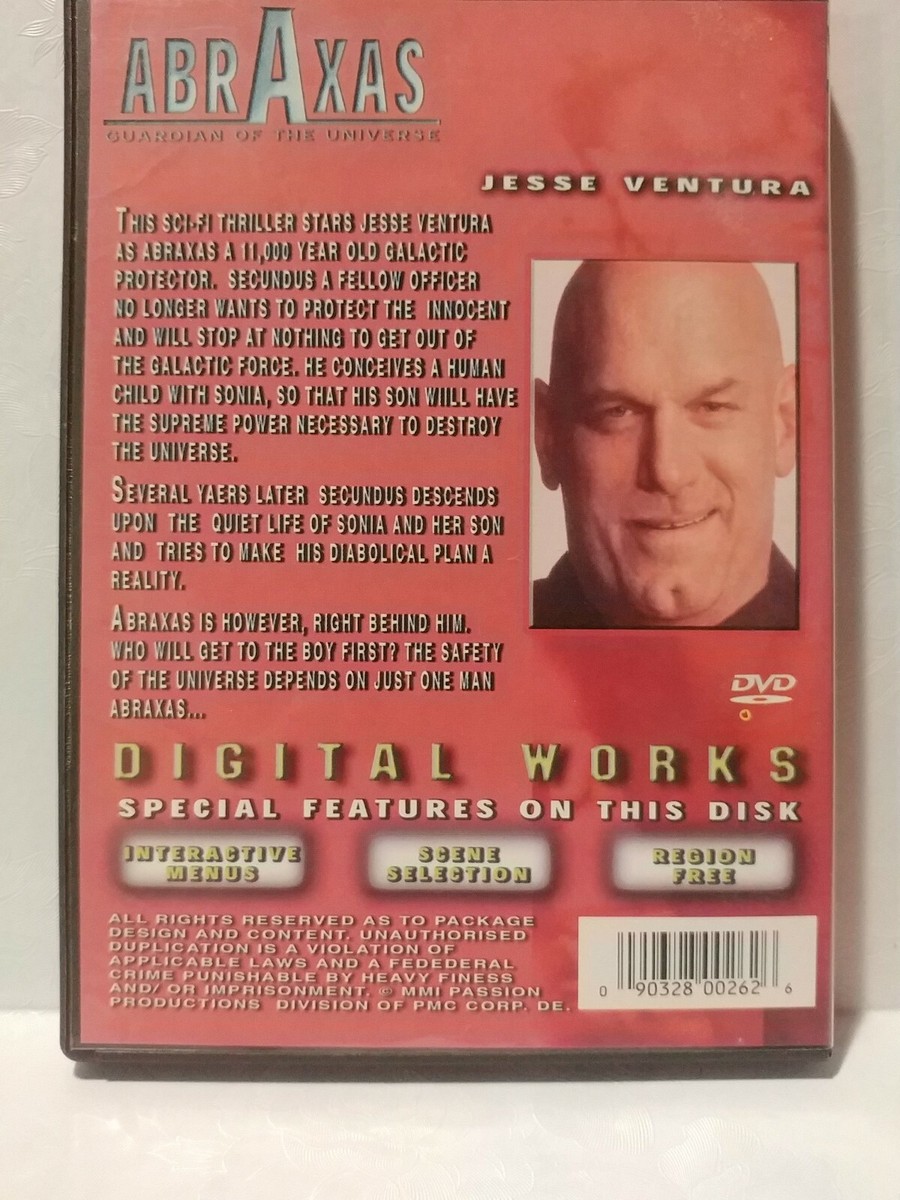 ABRAXAS
GUARDIAN OF THE UNIVERSE
JESSE VENTURA
THIS SCI-FI THRILLER STARS JESSE VENTURA
AS ABRAXAS A 11,000 YEAR OLD GALACTIC
PROTECTOR. SECUNDUS A FELLOW OFFICER
NO LONGER WANTS TO PROTECT THE INNOCENT
AND WILL STOP AT NOTHING TO GET OUT OF
THE GALACTIC FORCE. HE CONCEIVES A HUMAN
CHILD WITH SONIA, SO THAT HIS SON WIILL HAVE
THE SUPREME POWER NECESSARY TO DESTROY
THE UNIVERSE.
SEVERAL YAERS LATER SECUNDUS DESCENDS
UPON THE QUIET LIFE OF SONIA AND HER SON
AND TRIES TO MAKE HIS DIABOLICAL PLAN A
REALITY.
ABRAXAS IS HOWEVER, RIGHT BEHIND HIM.
WHO WILL GET TO THE BOY FIRST? THE SAFETY
OF THE UNIVERSE DEPENDS ON JUST ONE MAN
ABRAXAS...
DVD
DIGITAL WORKS
SPECIAL FEATURES ON THIS DISK
INTERACTIVE
MENUS
SCENE
SELECTION
REGION
FREE
ALL RIGHTS RESERVED AS TO PACKAGE
DESIGN AND CONTENT. UNAUTHORISED
DUPLICATION IS A VIOLATION OF
APPLICABLE LAWS AND A FEDEDERAL
CRIME PUNISHABLE BY HEAVY FINESS
AND/ OR IMPRISONMENT. © MMI PASSION
PRODUCTIONS DIVISION OF PMC CORP. DE.
0 90328 00262 6